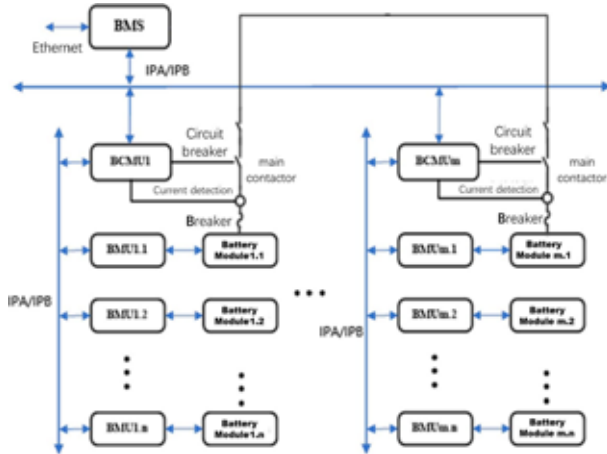 BMS
Ethernet
IPA/IPB
Circuit
breaker
BCMU1
main
contactor
Current detection
Breaker
BMU1.1
Battery
Module1.1
IPA/IPB
BMU1.2
Battery
Module1.2
BMU1.n
Battery
Module1.n
Circuit
breaker
BCMUm
main
contactor
Current detection
Breaker
BMUm.1
Battery
Module m.1
IPA/IPB
BMUm.2
Battery
Module m.2
BMUm.n
Battery
Module m.n